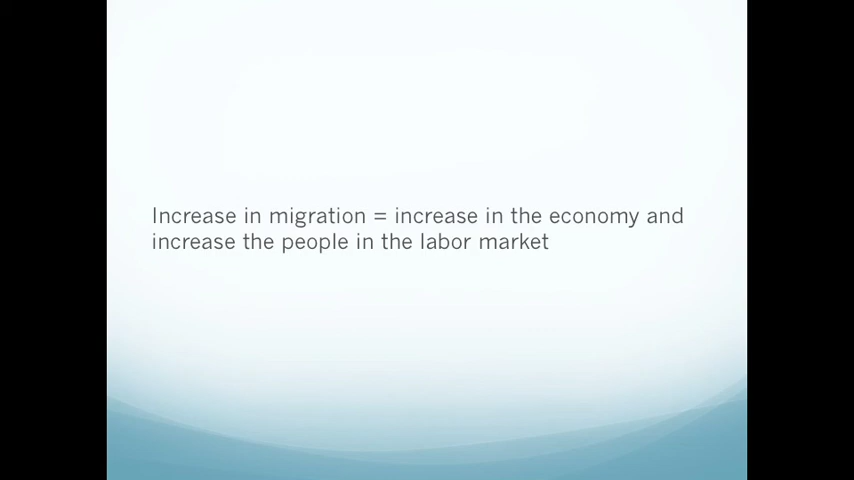 Increase in migration = increase in the economy and
increase the people in the labor market